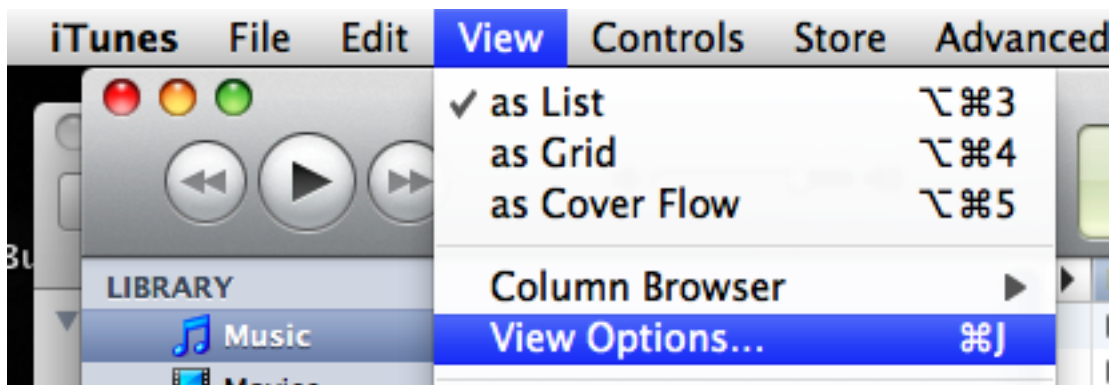 iTunes File Edit View Controls Store Advanced
✓ as List ⌥⌘3
as Grid ⌥⌘4
as Cover Flow ⌥⌘5
Column Browser ▶
View Options... ⌘J
LIBRARY
Music
Movies